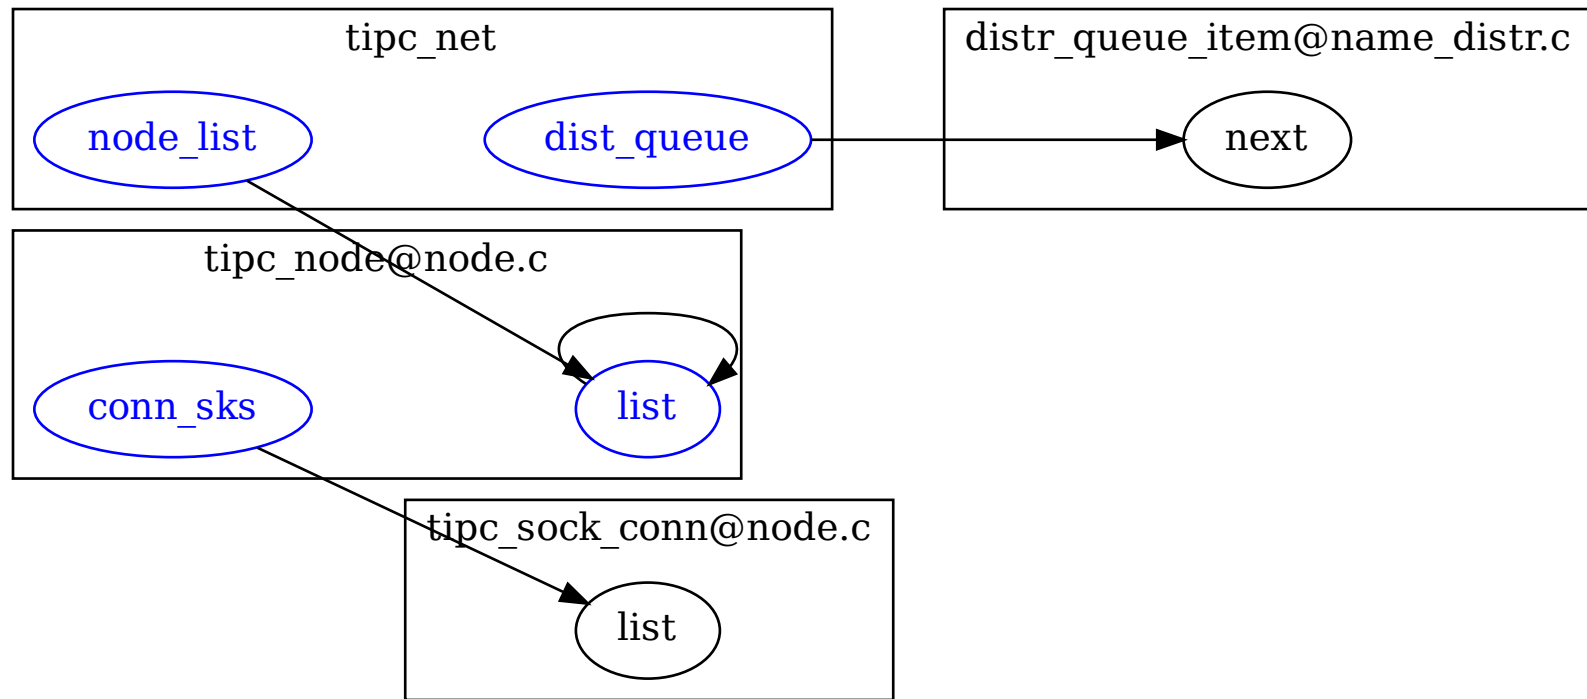 tipc_net
distr_queue_item@name_distr.c
node_list
dist_queue
next
tipc_node@node.c
conn_sks
list
tipc_sock_conn@node.c
list